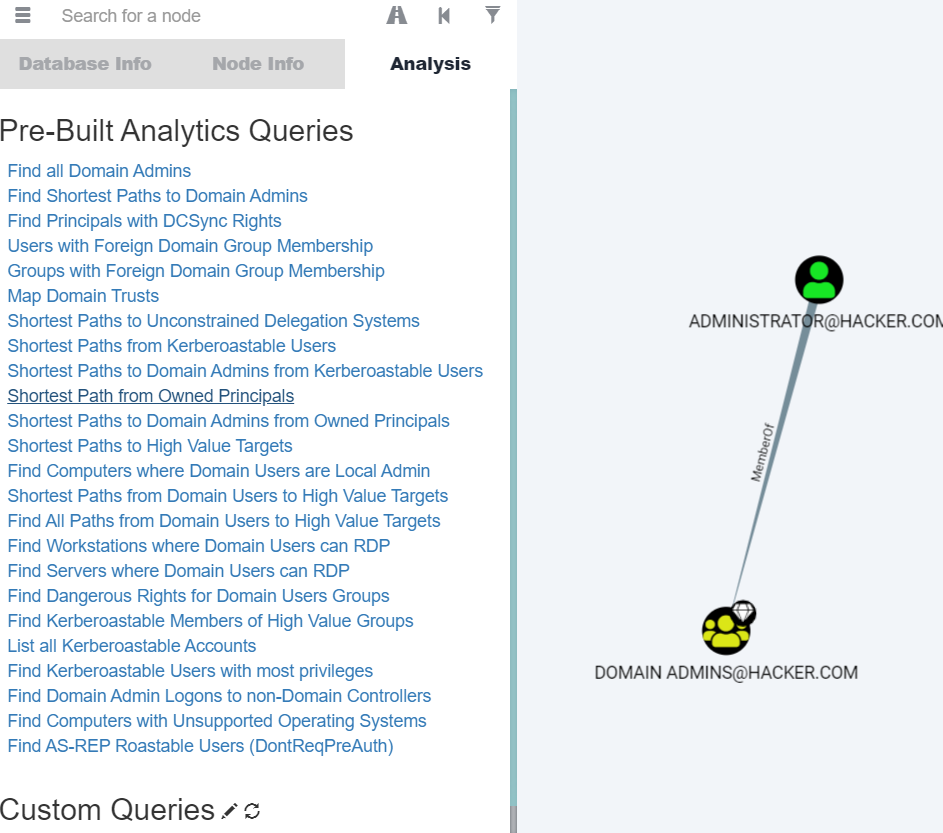 Search for a node
Database Info
Node Info
Analysis
Pre-Built Analytics Queries
Find all Domain Admins
Find Shortest Paths to Domain Admins
Find Principals with DCSync Rights
Users with Foreign Domain Group Membership
Groups with Foreign Domain Group Membership
Map Domain Trusts
Shortest Paths to Unconstrained Delegation Systems
Shortest Paths from Kerberoastable Users
Shortest Paths to Domain Admins from Kerberoastable Users
Shortest Path from Owned Principals
Shortest Paths to Domain Admins from Owned Principals
Shortest Paths to High Value Targets
Find Computers where Domain Users are Local Admin
Shortest Paths from Domain Users to High Value Targets
Find All Paths from Domain Users to High Value Targets
Find Workstations where Domain Users can RDP
Find Servers where Domain Users can RDP
Find Dangerous Rights for Domain Users Groups
Find Kerberoastable Members of High Value Groups
List all Kerberoastable Accounts
Find Kerberoastable Users with most privileges
Find Domain Admin Logons to non-Domain Controllers
Find Computers with Unsupported Operating Systems
Find AS-REP Roastable Users (DontReqPreAuth)
Custom Queries
ADMINISTRATOR@HACKER.COM
MemberOf
DOMAIN ADMINS@HACKER.COM